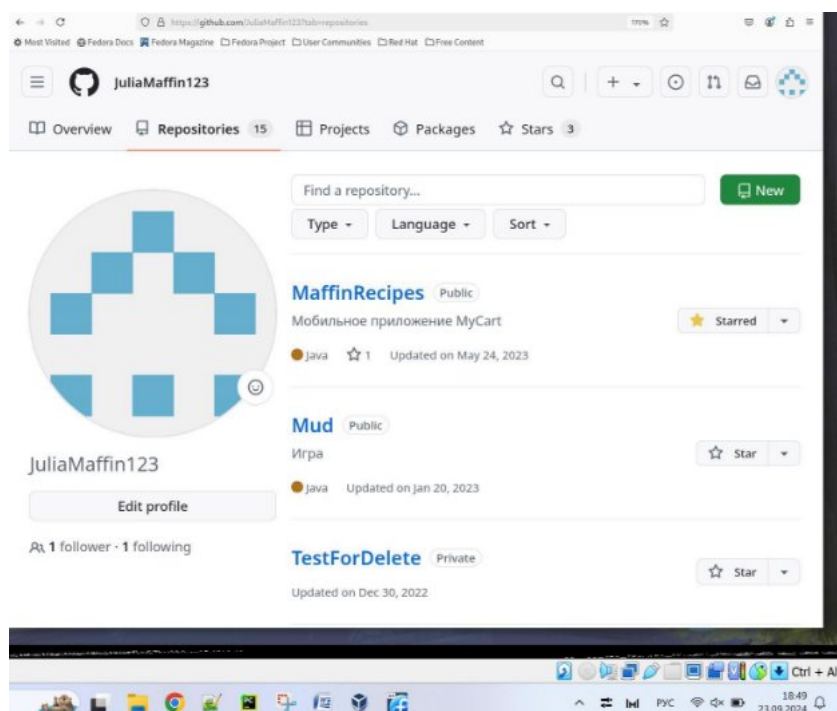 https://github.com/JuliaMaffin123?tab=repositories
170%
Most Visited Fedora Docs Fedora Magazine Fedora Project User Communities Red Hat Free Content
JuliaMaffin123
Overview Repositories 15 Projects Packages Stars 3
Find a repository... New
Type Language Sort
MaffinRecipes Public
Мобильное приложение MyCart Starred
Java 1 Updated on May 24, 2023
Mud Public
Игра Star
Java Updated on Jan 20, 2023
JuliaMaffin123
Edit profile
1 follower · 1 following
TestForDelete Private
Star
Updated on Dec 30, 2022
Ctrl + Al
РУС 18:49
23.09.2024